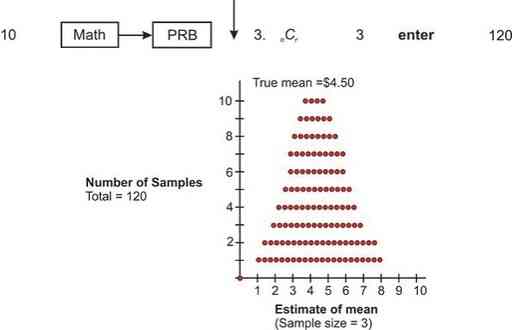 10 Math PRB 3. nCr 3 enter 120
True mean =$4.50
10
8
6
4
2
Number of Samples
Total = 120
1 2 3 4 5 6 7 8 9 10
Estimate of mean
(Sample size = 3)